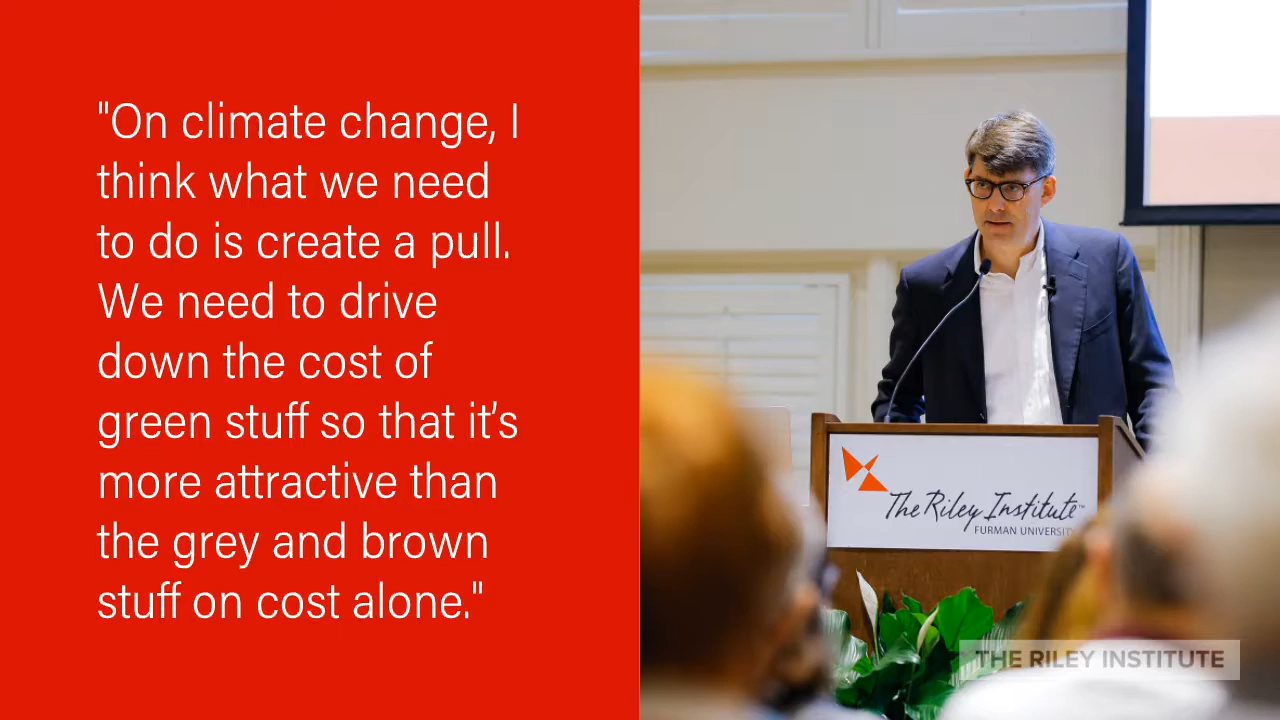 "On climate change, I
think what we need
to do is create a pull.
We need to drive
down the cost of
green stuff so that it's
more attractive than
the grey and brown
stuff on cost alone."
The Riley Institute™
FURMAN UNIVERSITY
THE RILEY INSTITUTE